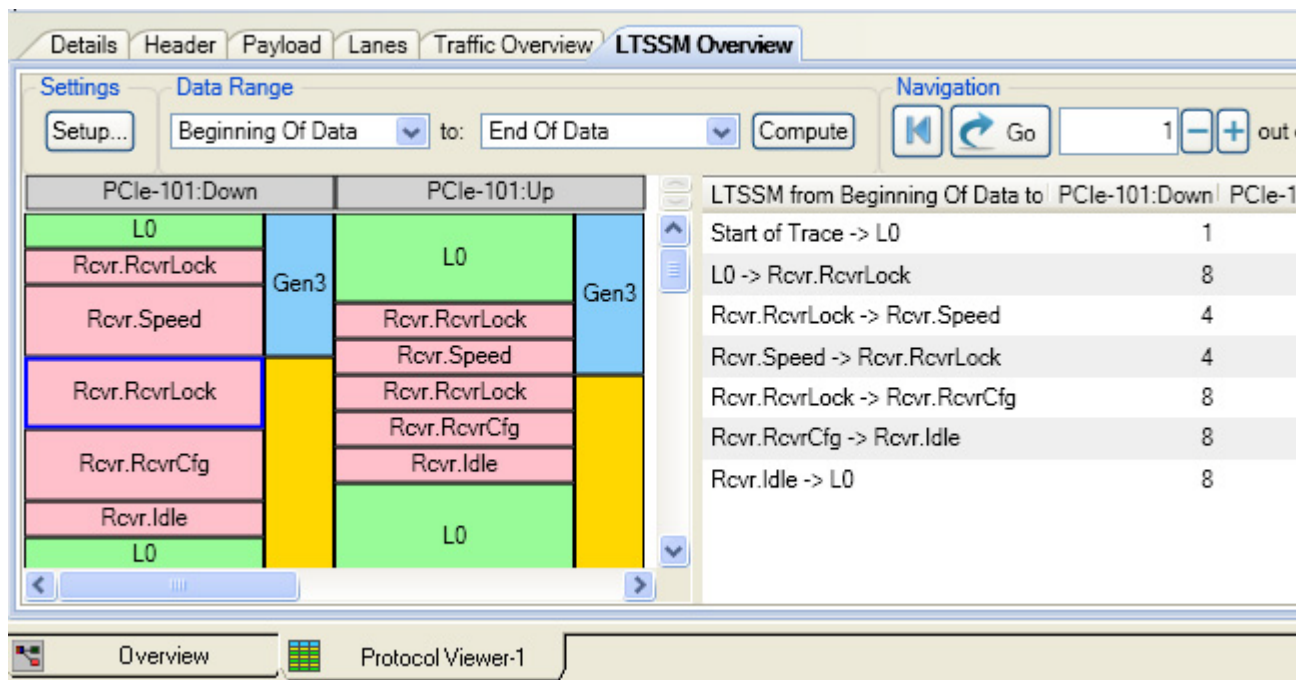 Details Header Payload Lanes Traffic Overview LTSSM Overview
Settings Data Range Navigation
Setup... Beginning Of Data to: End Of Data Compute Go 1 out
PCIe-101:Down PCIe-101:Up
L0
Rcvr.RcvrLock
Rcvr.Speed
Rcvr.RcvrLock
Rcvr.RcvrCfg
Rcvr.Idle
L0
Gen3
L0
Rcvr.RcvrLock
Rcvr.Speed
Rcvr.RcvrLock
Rcvr.RcvrCfg
Rcvr.Idle
L0
Gen3
LTSSM from Beginning Of Data to PCIe-101:Down PCIe-1
Start of Trace -> L0 1
L0 -> Rcvr.RcvrLock 8
Rcvr.RcvrLock -> Rcvr.Speed 4
Rcvr.Speed -> Rcvr.RcvrLock 4
Rcvr.RcvrLock -> Rcvr.RcvrCfg 8
Rcvr.RcvrCfg -> Rcvr.Idle 8
Rcvr.Idle -> L0 8
Overview Protocol Viewer-1